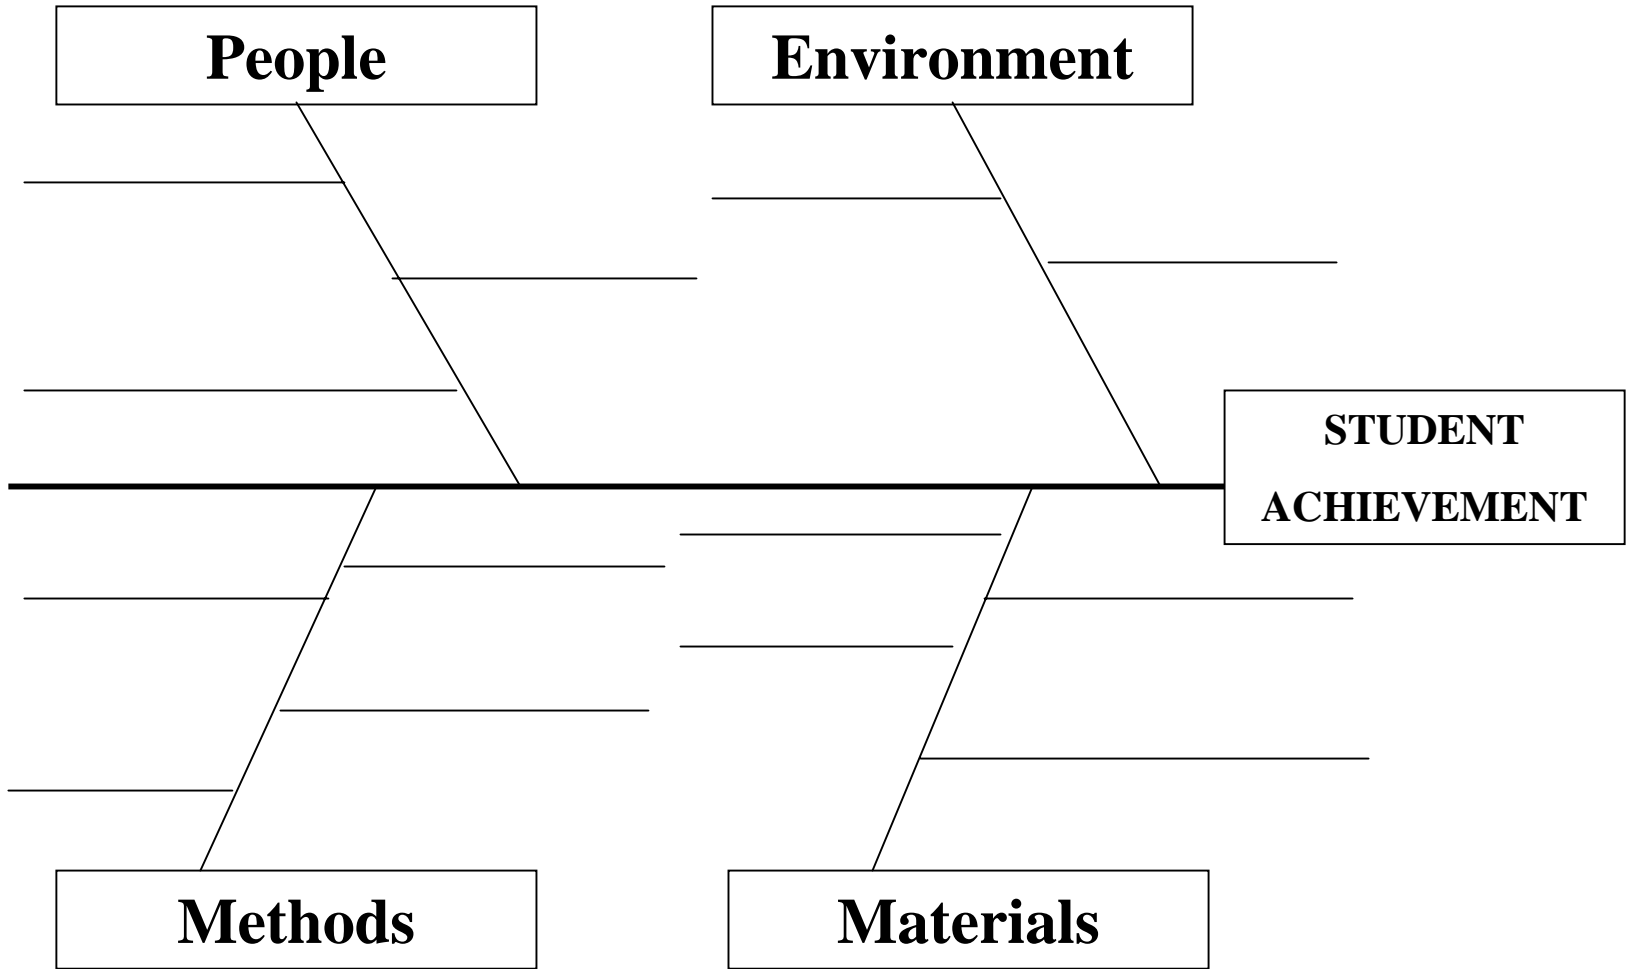 People
Environment
STUDENT
ACHIEVEMENT
Methods
Materials